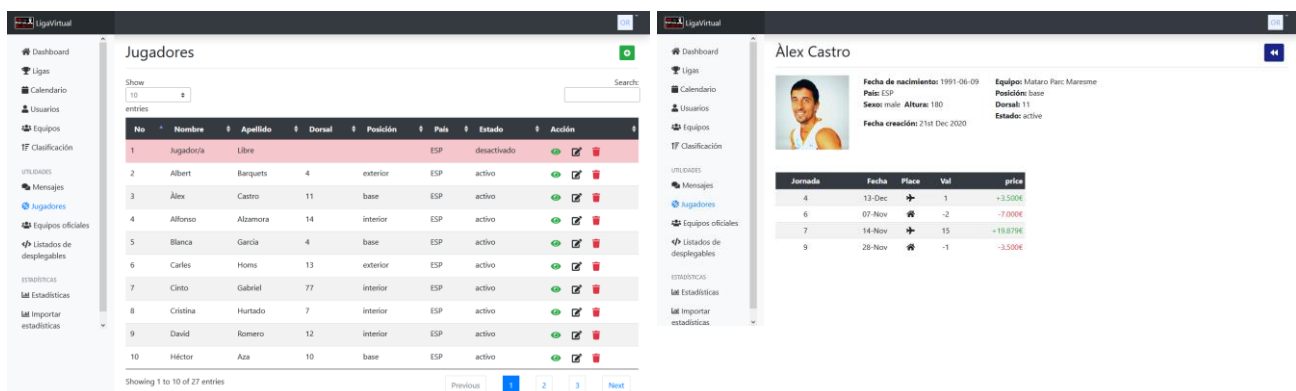 LigaVirtual
OR
Dashboard
Ligas
Calendario
Usuarios
Equipos
Clasificación
UTILIDADES
Mensajes
Jugadores
Equipos oficiales
Listados de
desplegables
ESTADÍSTICAS
Estadísticas
Importar
estadísticas
Jugadores
Show
10
entries
Search:
No Nombre Apellido Dorsal Posición País Estado Acción
1 Jugador/a Libre ESP desactivado
2 Albert Barquets 4 exterior ESP activo
3 Àlex Castro 11 base ESP activo
4 Alfonso Alzamora 14 interior ESP activo
5 Blanca García 4 base ESP activo
6 Carles Homs 13 exterior ESP activo
7 Cinto Gabriel 77 interior ESP activo
8 Cristina Hurtado 7 interior ESP activo
9 David Romero 12 interior ESP activo
10 Héctor Aza 10 base ESP activo
Showing 1 to 10 of 27 entries
Previous 1 2 3 Next
LigaVirtual
OR
Dashboard
Ligas
Calendario
Usuarios
Equipos
Clasificación
UTILIDADES
Mensajes
Jugadores
Equipos oficiales
Listados de
desplegables
ESTADÍSTICAS
Estadísticas
Importar
estadísticas
Àlex Castro
Fecha de nacimiento: 1991-06-09
País: ESP
Sexo: male Altura: 180
Fecha creación: 21st Dec 2020
Equipo: Mataro Parc Maresme
Posición: base
Dorsal: 11
Estado: active
Jornada Fecha Place Val price
4 13-Dec 1 +3.500€
6 07-Nov -2 -7.000€
7 14-Nov 15 +19.879€
9 28-Nov -1 -3.500€